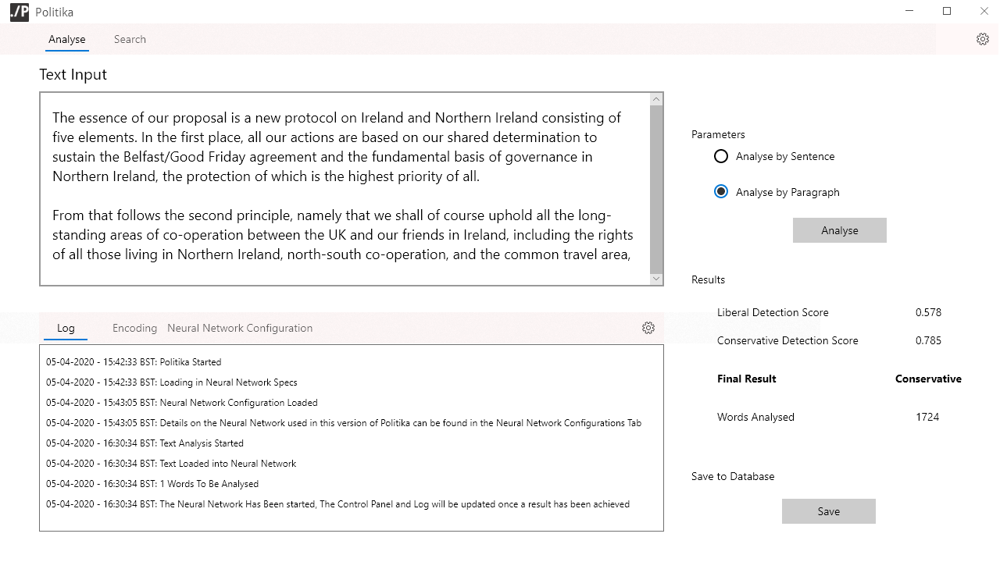 ./P Politika
Analyse Search
Text Input
The essence of our proposal is a new protocol on Ireland and Northern Ireland consisting of
five elements. In the first place, all our actions are based on our shared determination to
sustain the Belfast/Good Friday agreement and the fundamental basis of governance in
Northern Ireland, the protection of which is the highest priority of all.
From that follows the second principle, namely that we shall of course uphold all the long-
standing areas of co-operation between the UK and our friends in Ireland, including the rights
of all those living in Northern Ireland, north-south co-operation, and the common travel area,
Log Encoding Neural Network Configuration
05-04-2020 - 15:42:33 BST: Politika Started
05-04-2020 - 15:42:33 BST: Loading in Neural Network Specs
05-04-2020 - 15:43:05 BST: Neural Network Configuration Loaded
05-04-2020 - 15:43:05 BST: Details on the Neural Network used in this version of Politika can be found in the Neural Network Configurations Tab
05-04-2020 - 16:30:34 BST: Text Analysis Started
05-04-2020 - 16:30:34 BST: Text Loaded into Neural Network
05-04-2020 - 16:30:34 BST: 1 Words To Be Analysed
05-04-2020 - 16:30:34 BST: The Neural Network Has Been started, The Control Panel and Log will be updated once a result has been achieved
Parameters
Analyse by Sentence
Analyse by Paragraph
Analyse
Results
Liberal Detection Score 0.578
Conservative Detection Score 0.785
Final Result Conservative
Words Analysed 1724
Save to Database
Save